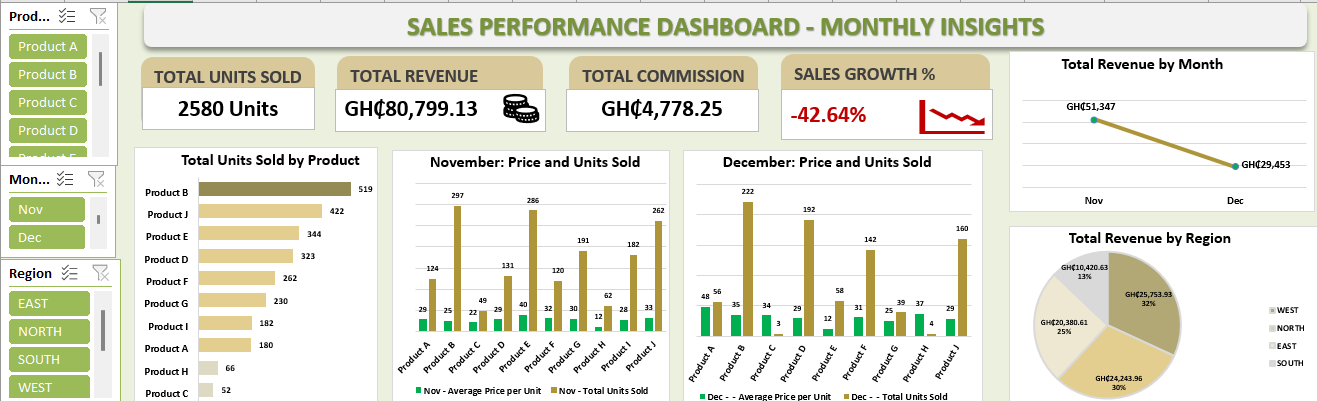 Prod...
Product A
Product B
Product C
Product D
Product E
Mon...
Nov
Dec
Region
EAST
NORTH
SOUTH
WEST
SALES PERFORMANCE DASHBOARD - MONTHLY INSIGHTS
TOTAL UNITS SOLD
2580 Units
TOTAL REVENUE
GH₵80,799.13
TOTAL COMMISSION
GH₵4,778.25
SALES GROWTH %
-42.64%
Total Units Sold by Product
Product B 519
Product J 422
Product E 344
Product D 323
Product F 262
Product G 230
Product I 182
Product A 180
Product H 66
Product C 52
November: Price and Units Sold
29 124 25 297 22 49 29 131 40 286 32 120 30 191 12 62 28 182 33 262
Product A Product B Product C Product D Product E Product F Product G Product H Product I Product J
Nov - Average Price per Unit Nov - Total Units Sold
December: Price and Units Sold
48 56 35 222 34 3 29 192 12 58 31 142 25 39 37 4 29 160
Product A Product B Product C Product D Product E Product F Product G Product H Product J
Dec - - Average Price per Unit Dec - - Total Units Sold
Total Revenue by Month
GH₵51,347
GH₵29,453
Nov Dec
Total Revenue by Region
GH₵10,420.63
13%
GH₵25,753.93
32%
GH₵20,380.61
25%
GH₵24,243.96
30%
WEST
NORTH
EAST
SOUTH